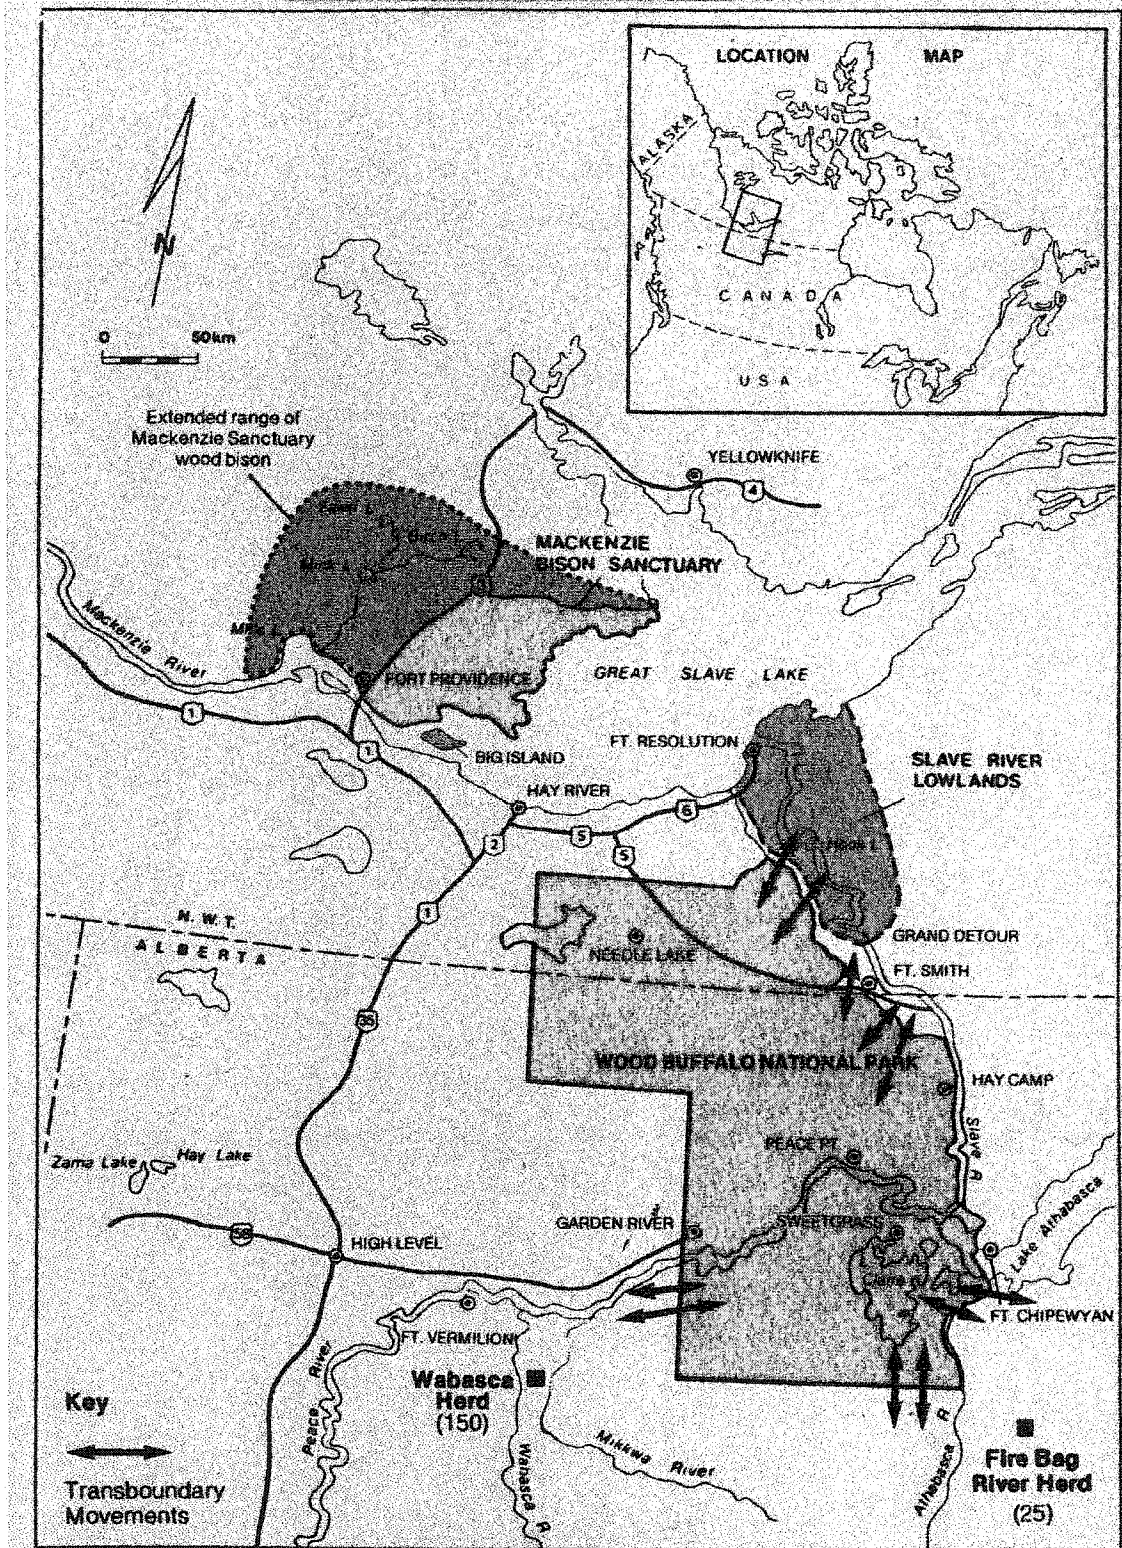 LOCATION MAP
ALASKA
CANADA
USA
N
0 50km
Extended range of
Mackenzie Sanctuary
wood bison
YELLOWKNIFE
4
MACKENZIE
BISON SANCTUARY
3
Mackenzie River
FORT PROVIDENCE
GREAT SLAVE LAKE
1
1
BIG ISLAND
FT. RESOLUTION
SLAVE RIVER
LOWLANDS
HAY RIVER
6
2
5
5
Hook L.
1
N.W.T.
ALBERTA
NEEDLE LAKE
GRAND DETOUR
FT. SMITH
35
WOOD BUFFALO NATIONAL PARK
HAY CAMP
Slave R
PEACE PT.
Zama Lake
Hay Lake
Lake Athabasca
GARDEN RIVER
SWEETGRASS
58
HIGH LEVEL
FT. CHIPEWYAN
FT. VERMILION
Peace River
Wabasca
Herd
(150)
Key
Transboundary
Movements
Wabasca R
Mikkwa River
Athabasca R
Fire Bag
River Herd
(25)